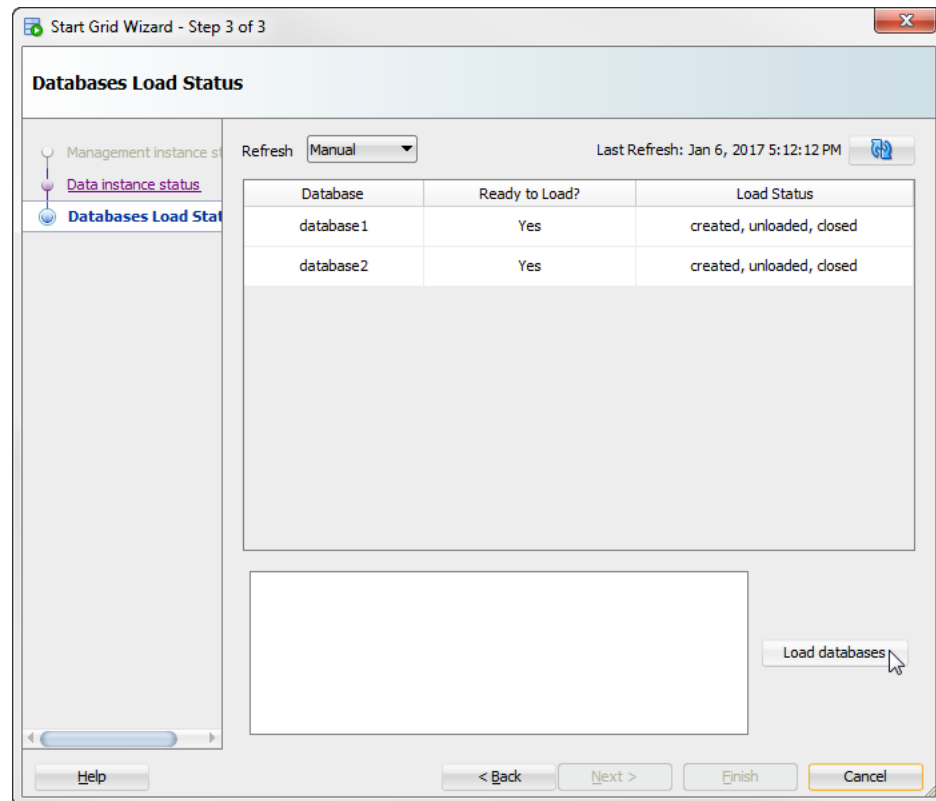 Start Grid Wizard - Step 3 of 3
Databases Load Status
Management instance st
Data instance status
Databases Load Stat
Refresh Manual Last Refresh: Jan 6, 2017 5:12:12 PM
Database Ready to Load? Load Status
database1 Yes created, unloaded, closed
database2 Yes created, unloaded, closed
Load databases
Help < Back Next > Finish Cancel